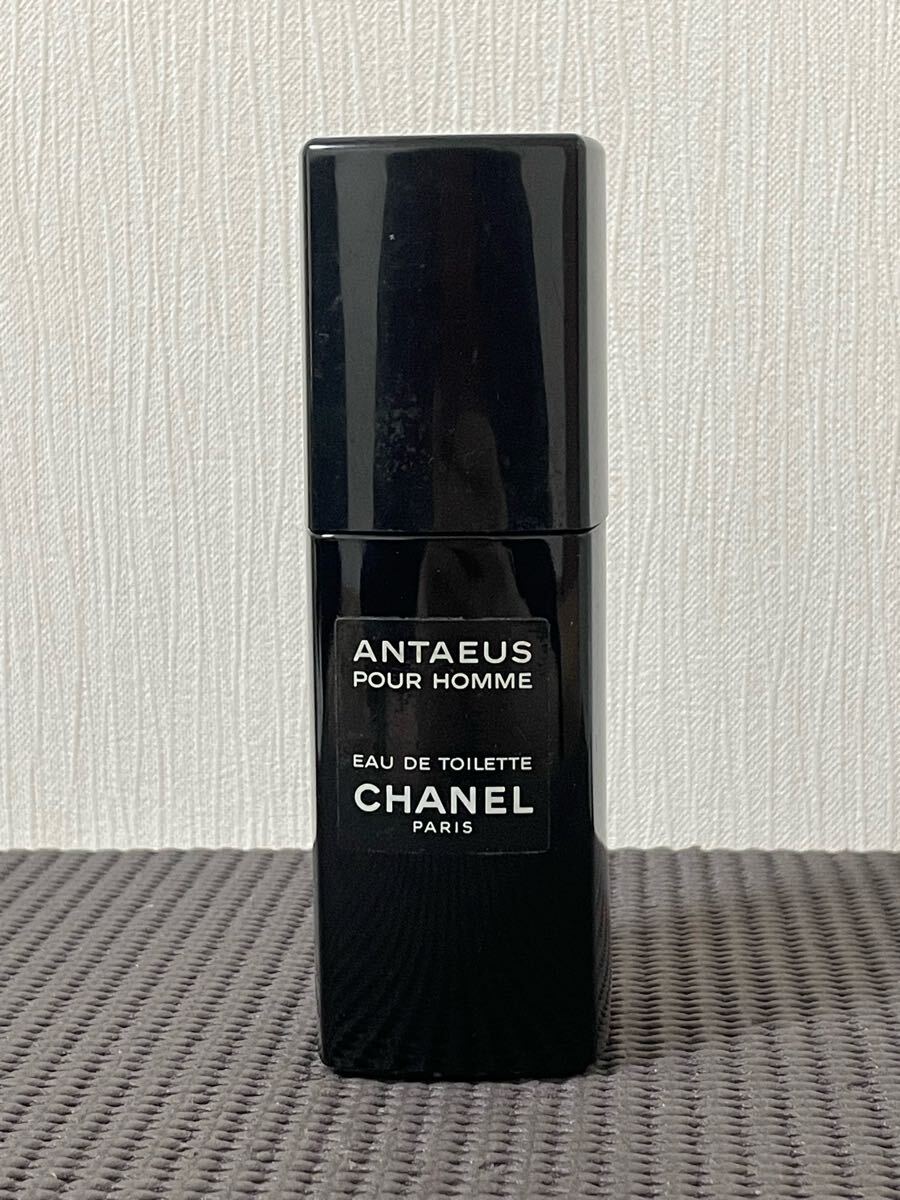 ANTAEUS
POUR HOMME
EAU DE TOILETTE
CHANEL
PARIS